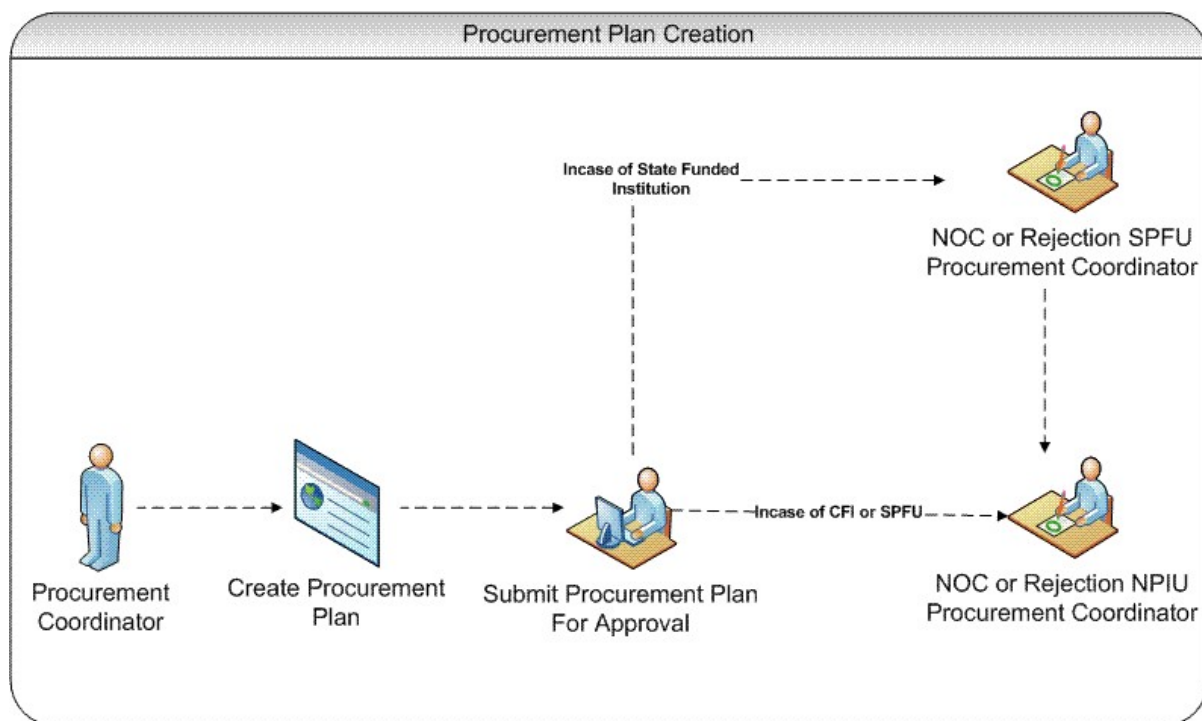 Procurement Plan Creation
Incase of State Funded
Institution
NOC or Rejection SPFU
Procurement Coordinator
Incase of CFI or SPFU
Procurement
Coordinator
Create Procurement
Plan
Submit Procurement Plan
For Approval
NOC or Rejection NPIU
Procurement Coordinator